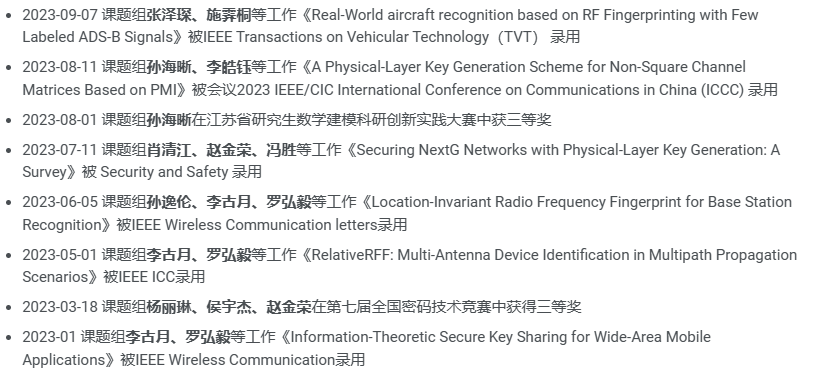 2023-09-07 课题组张泽琛、施霁桐等工作《Real-World aircraft recognition based on RF Fingerprinting with Few
Labeled ADS-B Signals》被IEEE Transactions on Vehicular Technology（TVT） 录用
2023-08-11 课题组孙海晰、李皓钰等工作《A Physical-Layer Key Generation Scheme for Non-Square Channel
Matrices Based on PMI》被会议2023 IEEE/CIC International Conference on Communications in China (ICCC) 录用
2023-08-01 课题组孙海晰在江苏省研究生数学建模科研创新实践大赛中获三等奖
2023-07-11 课题组肖清江、赵金荣、冯胜等工作《Securing NextG Networks with Physical-Layer Key Generation: A
Survey》被 Security and Safety 录用
2023-06-05 课题组孙逸伦、李古月、罗弘毅等工作《Location-Invariant Radio Frequency Fingerprint for Base Station
Recognition》被IEEE Wireless Communication letters录用
2023-05-01 课题组李古月、罗弘毅等工作《RelativeRFF: Multi-Antenna Device Identification in Multipath Propagation
Scenarios》被IEEE ICC录用
2023-03-18 课题组杨丽琳、侯宇杰、赵金荣在第七届全国密码技术竞赛中获得三等奖
2023-01 课题组李古月、罗弘毅等工作《Information-Theoretic Secure Key Sharing for Wide-Area Mobile
Applications》被IEEE Wireless Communication录用